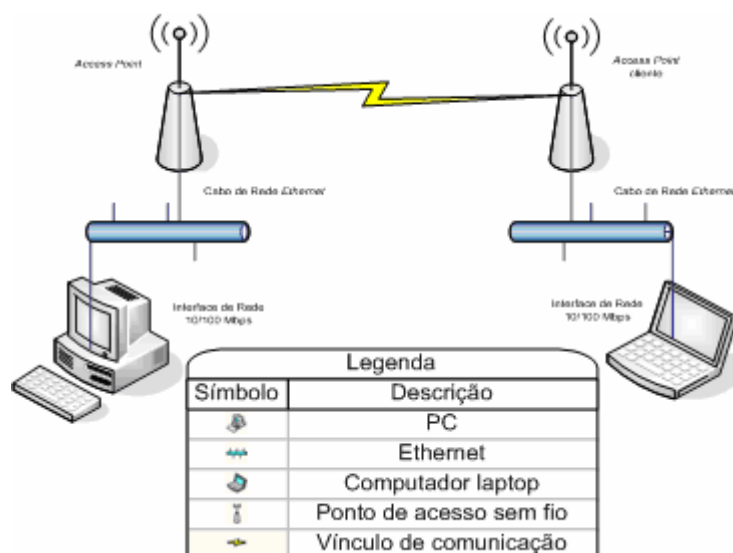 Access Point
Access Point
cliente
Cabo de Rede Ethernet
Cabo de Rede Ethernet
Interface de Rede
10/100 Mbps
Interface de Rede
10/100 Mbps
Legenda
Símbolo Descrição
PC
Ethernet
Computador laptop
Ponto de acesso sem fio
Vínculo de comunicação